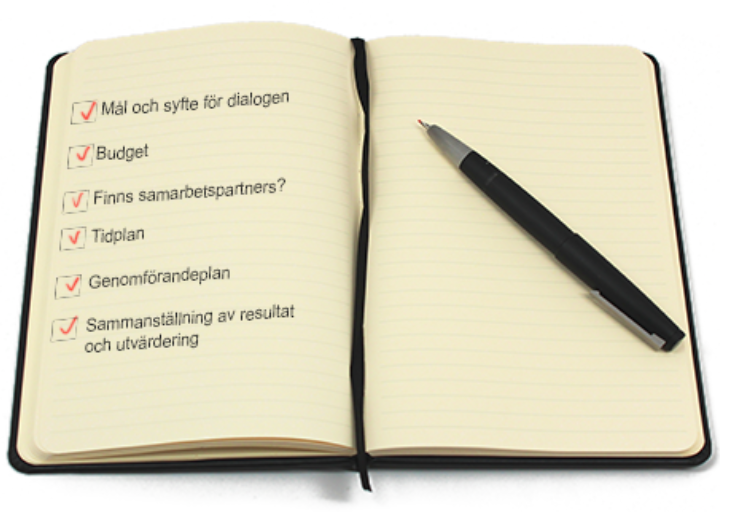 Mål och syfte för dialogen
Budget
Finns samarbetspartners?
Tidplan
Genomförandeplan
Sammanställning av resultat
och utvärdering